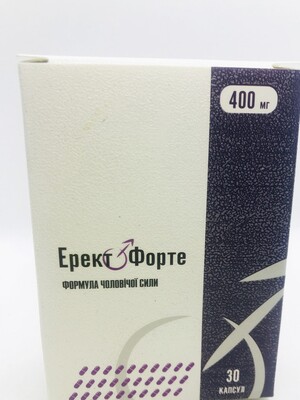 400 мг
Ерект Форте
ФОРМУЛА ЧОЛОВІЧОЇ СИЛИ
30
КАПСУЛ